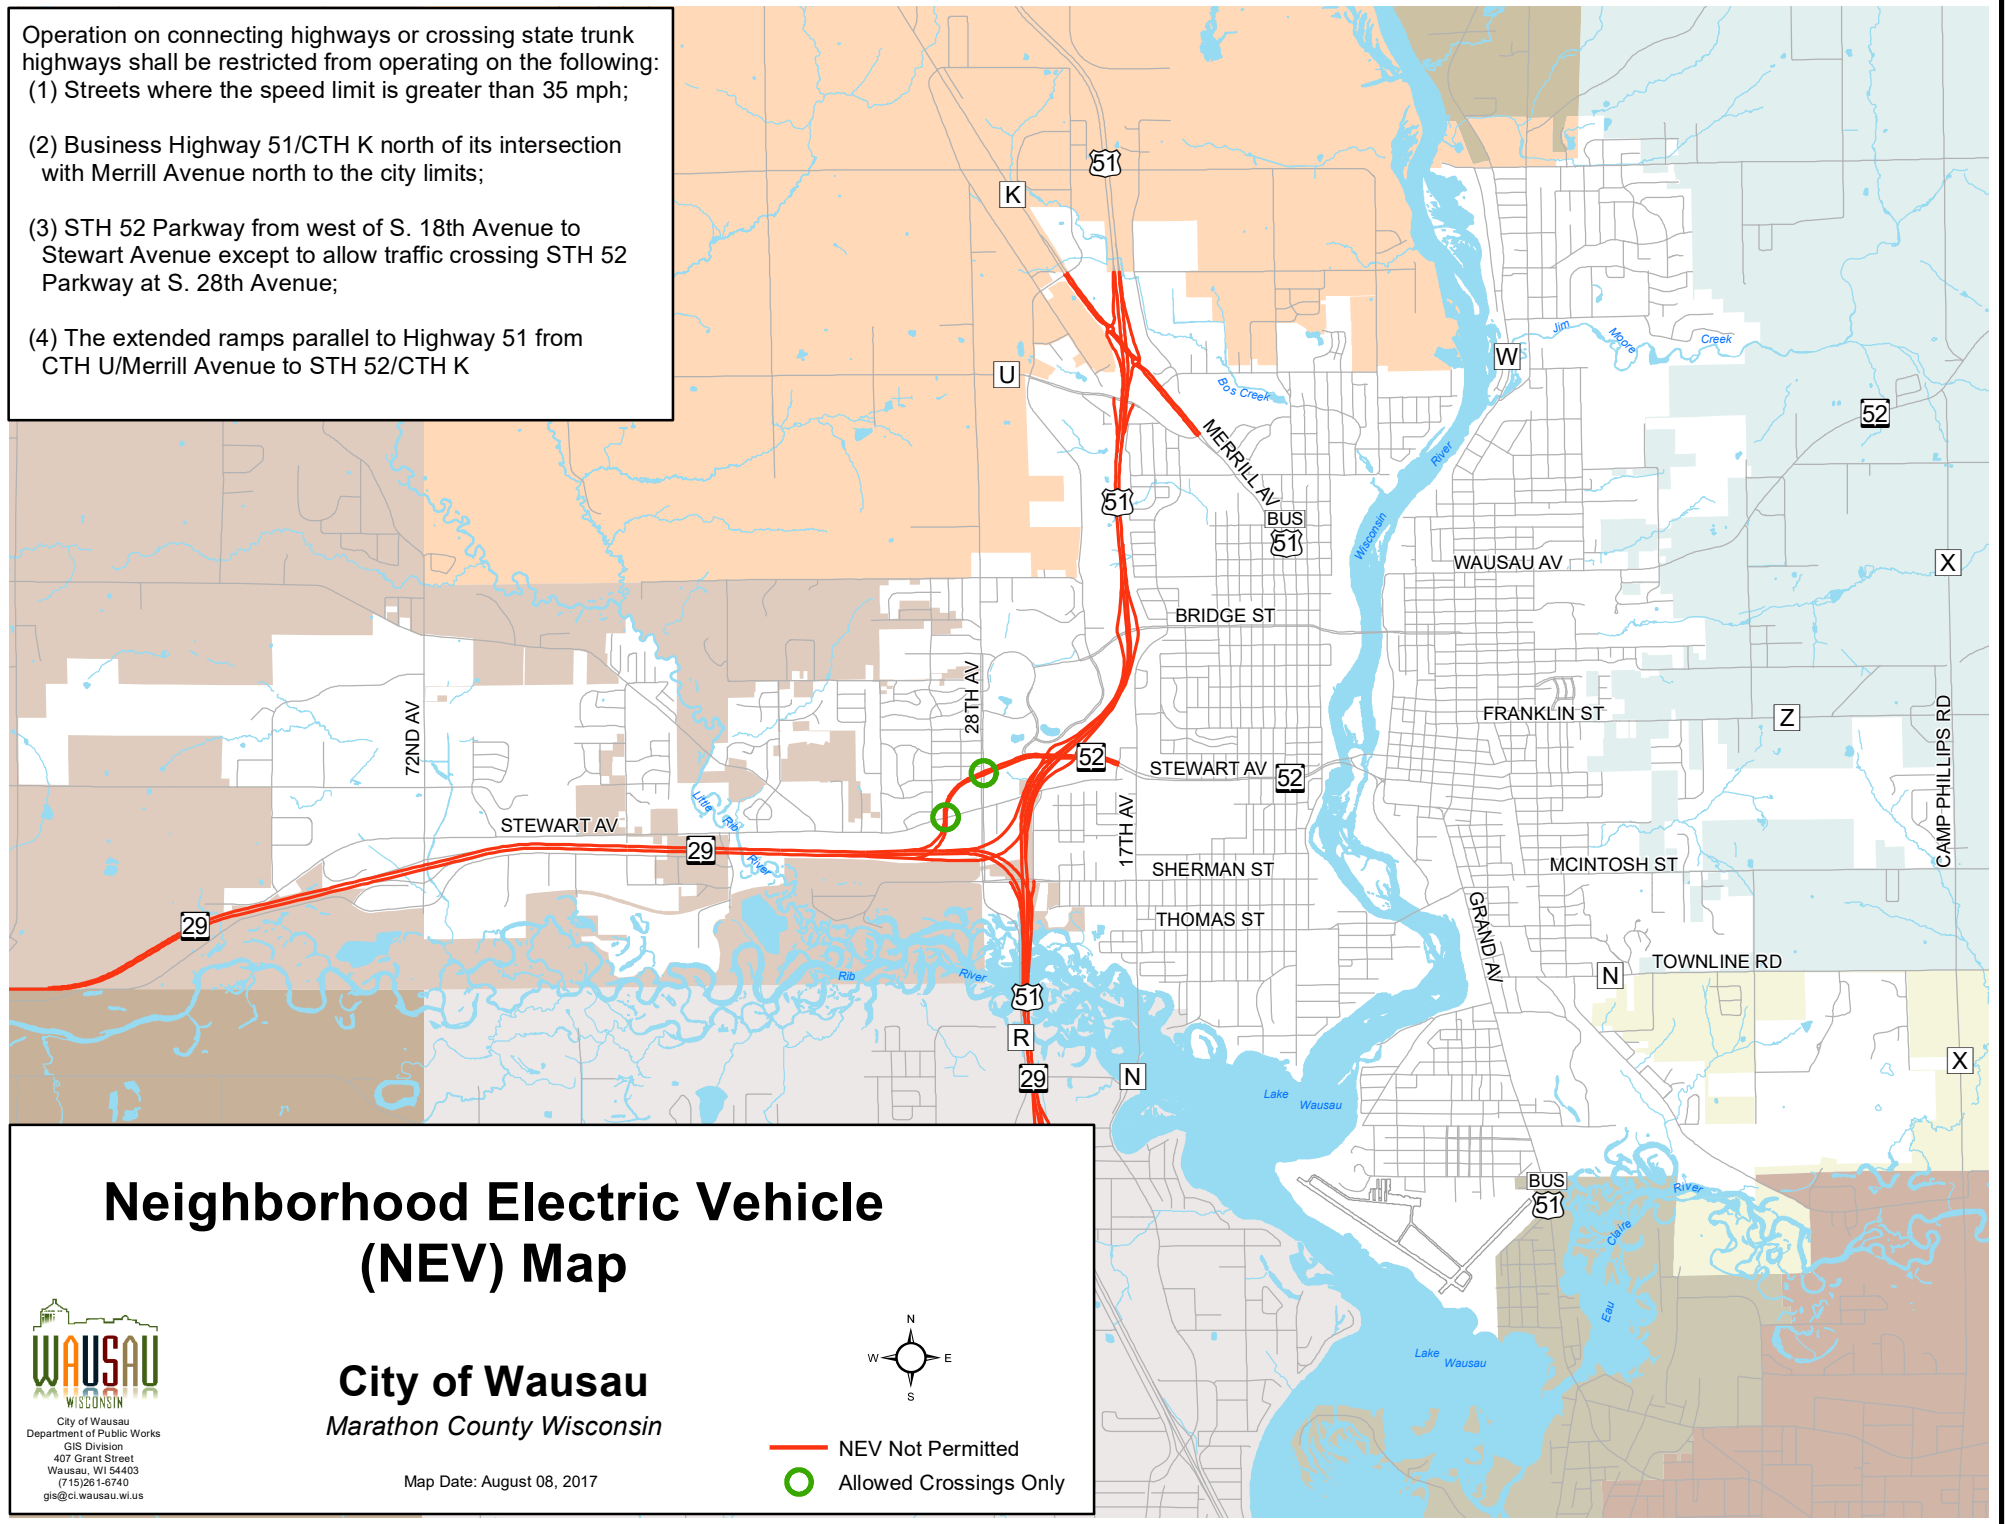 Operation on connecting highways or crossing state trunk
highways shall be restricted from operating on the following:
(1) Streets where the speed limit is greater than 35 mph;
(2) Business Highway 51/CTH K north of its intersection
with Merrill Avenue north to the city limits;
(3) STH 52 Parkway from west of S. 18th Avenue to
Stewart Avenue except to allow traffic crossing STH 52
Parkway at S. 28th Avenue;
(4) The extended ramps parallel to Highway 51 from
CTH U/Merrill Avenue to STH 52/CTH K
51
K
Jim
Moore
Creek
W
U
Bos Creek
52
MERRILL AV
River
51
BUS
51
Wisconsin
WAUSAU AV
X
BRIDGE ST
28TH AV
72ND AV
FRANKLIN ST
Z
CAMP PHILLIPS RD
52
STEWART AV
52
Little
Rib
River
STEWART AV
29
17TH AV
SHERMAN ST
MCINTOSH ST
29
THOMAS ST
GRAND AV
TOWNLINE RD
N
Rib
River
51
R
29
N
X
Lake
Wausau
BUS
51
River
Claire
Eau
Lake
Wausau
Neighborhood Electric Vehicle
(NEV) Map
City of Wausau
Marathon County Wisconsin
Map Date: August 08, 2017
WAUSAU
WISCONSIN
City of Wausau
Department of Public Works
GIS Division
407 Grant Street
Wausau, WI 54403
(715)261-6740
gis@ci.wausau.wi.us
N
W
E
S
NEV Not Permitted
Allowed Crossings Only